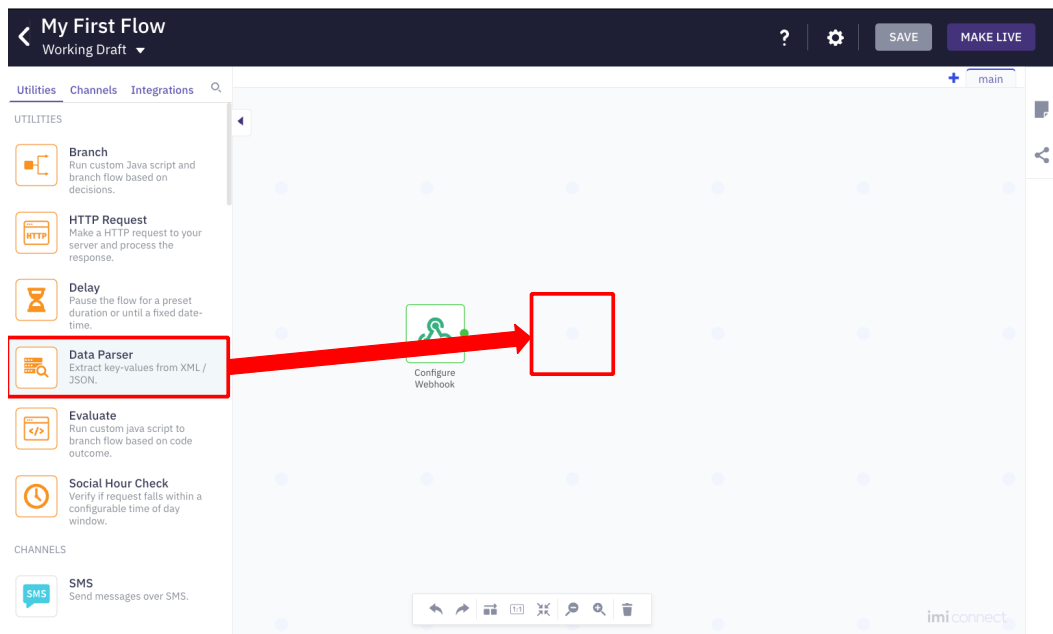 My First Flow
Working Draft
?
SAVE
MAKE LIVE
Utilities Channels Integrations
main
UTILITIES
Branch
Run custom Java script and
branch flow based on
decisions.
HTTP
HTTP Request
Make a HTTP request to your
server and process the
response.
Delay
Pause the flow for a preset
duration or until a fixed date-
time.
Data Parser
Extract key-values from XML /
JSON.
Configure
Webhook
Evaluate
Run custom java script to
branch flow based on code
outcome.
Social Hour Check
Verify if request falls within a
configurable time of day
window.
CHANNELS
SMS
SMS
Send messages over SMS.
1:1
imiconnect